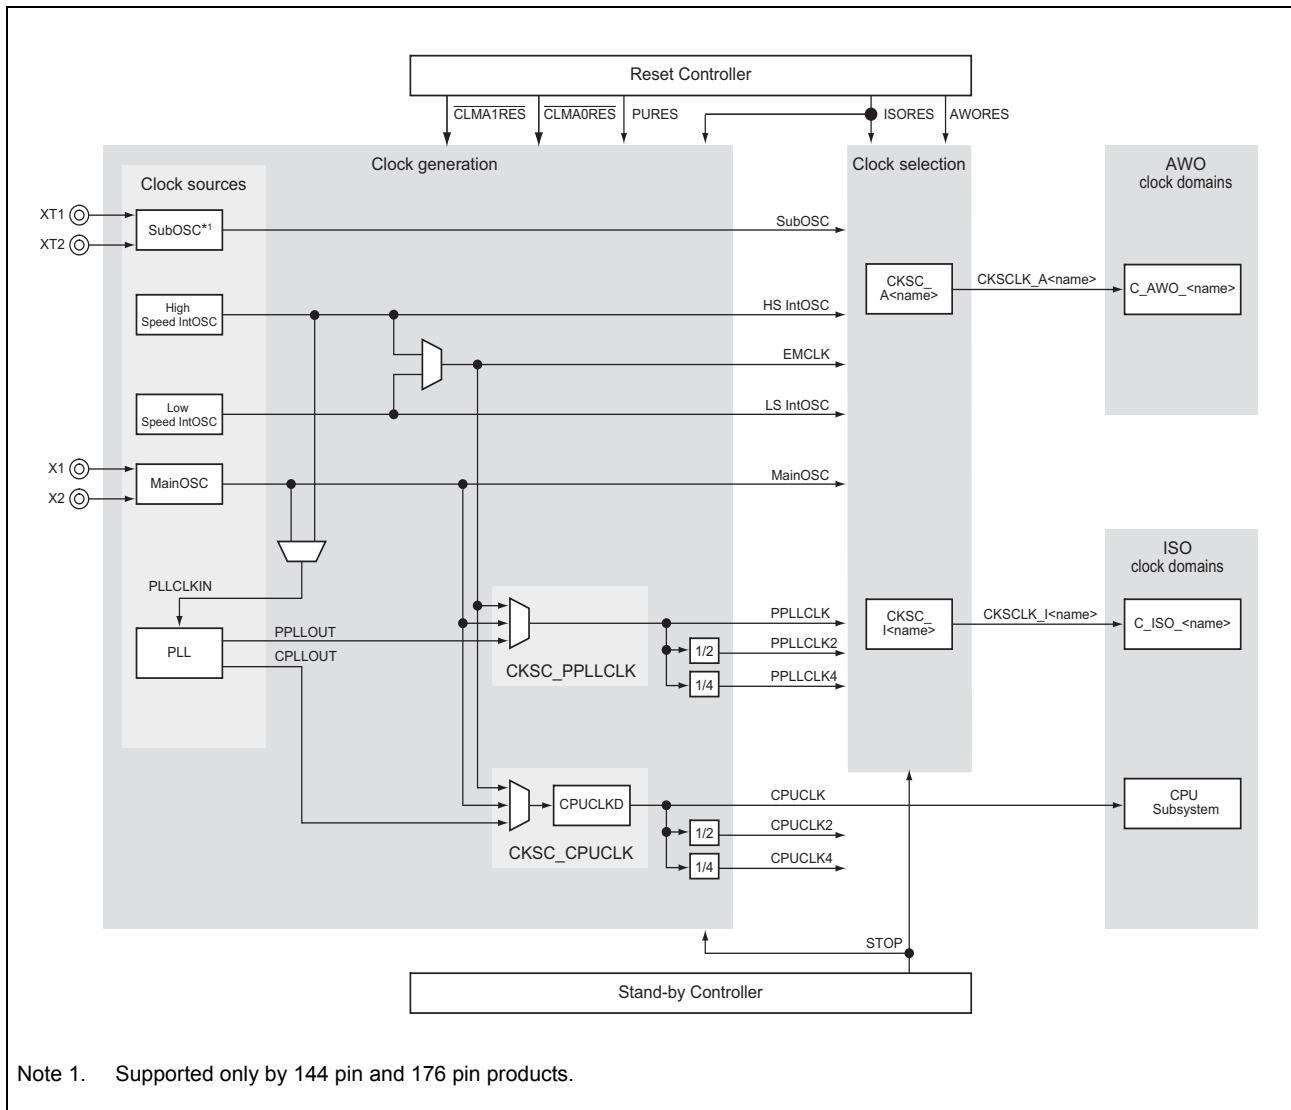 Reset Controller
CLMA1RES
CLMA0RES
PURES
ISORES
AWORES
Clock generation
Clock selection
AWO
clock domains
Clock sources
XT1
XT2
SubOSC*1
SubOSC
CKSC_
A<name>
CKSCLK_A<name>
C_AWO_<name>
High
Speed IntOSC
HS IntOSC
EMCLK
Low
Speed IntOSC
LS IntOSC
X1
X2
MainOSC
MainOSC
ISO
clock domains
PLLCLKIN
PLL
PPLLOUT
CPLLOUT
CKSC_PPLLCLK
PPLLCLK
1/2
PPLLCLK2
1/4
PPLLCLK4
CKSC_
I<name>
CKSCLK_I<name>
C_ISO_<name>
CPUCLKD
CKSC_CPUCLK
CPUCLK
1/2
CPUCLK2
1/4
CPUCLK4
CPU
Subsystem
STOP
Stand-by Controller
Note 1. Supported only by 144 pin and 176 pin products.